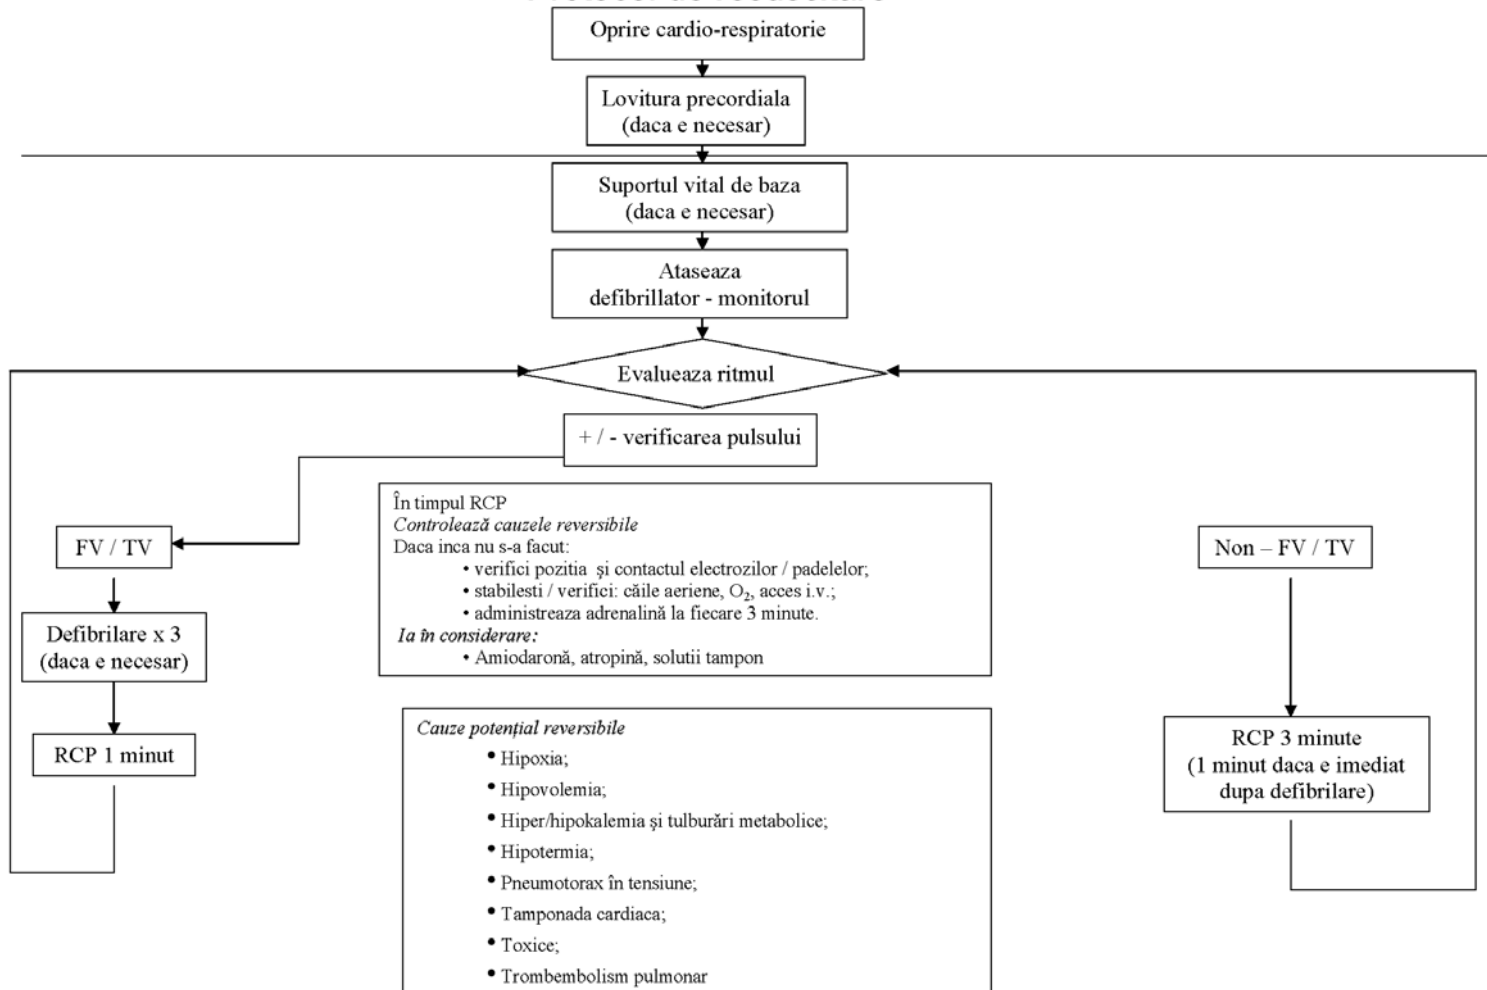 Oprire cardio-respiratorie
Lovitura precordiala
(daca e necesar)
Suportul vital de baza
(daca e necesar)
Ataseaza
defibrillator - monitorul
Evalueaza ritmul
+ / - verificarea pulsului
FV / TV
Defibrilare x 3
(daca e necesar)
RCP 1 minut
În timpul RCP
Controlează cauzele reversibile
Daca inca nu s-a facut:
• verifici pozitia și contactul electrozilor / padelelor;
• stabilesti / verifici: căile aeriene, O₂, acces i.v.;
• administreaza adrenalină la fiecare 3 minute.
Ia în considerare:
• Amiodaronă, atropină, solutii tampon
Cauze potențial reversibile
• Hipoxia;
• Hipovolemia;
• Hiper/hipokalemia și tulburări metabolice;
• Hipotermia;
• Pneumotorax în tensiune;
• Tamponada cardiaca;
• Toxice;
• Trombembolism pulmonar
Non – FV / TV
RCP 3 minute
(1 minut daca e imediat
dupa defibrilare)